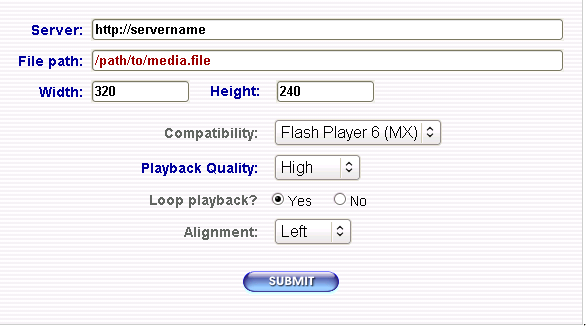 Server: http://servername
File path: /path/to/media.file
Width: 320 Height: 240
Compatibility: Flash Player 6 (MX)
Playback Quality: High
Loop playback? Yes No
Alignment: Left
SUBMIT